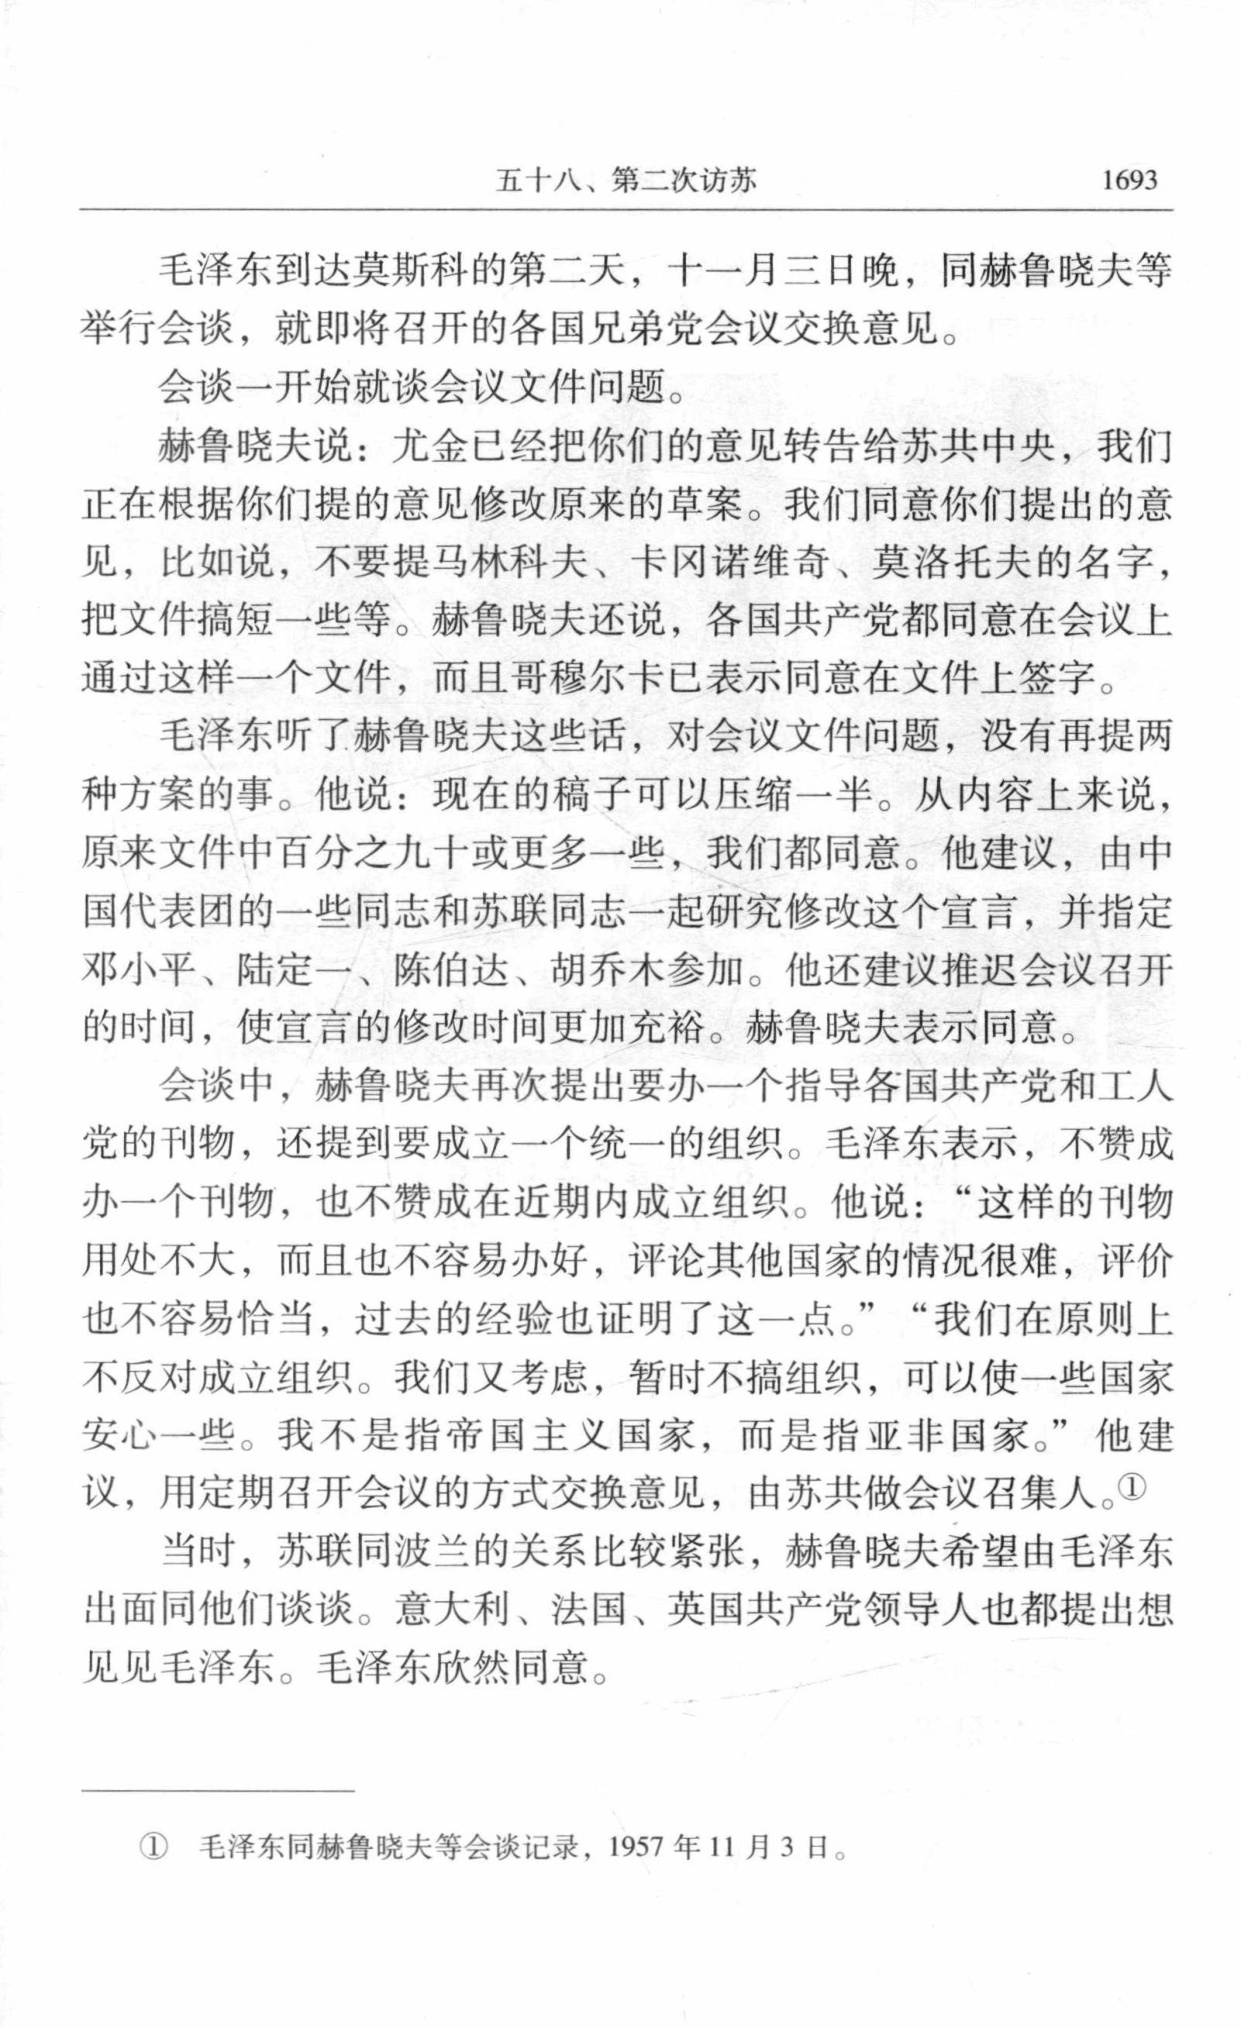 五十八、第二次访苏 1693
毛泽东到达莫斯科的第二天，十一月三日晚，同赫鲁晓夫等
举行会谈，就即将召开的各国兄弟党会议交换意见。
会谈一开始就谈会议文件问题。
赫鲁晓夫说：尤金已经把你们的意见转告给苏共中央，我们
正在根据你们提的意见修改原来的草案。我们同意你们提出的意
见，比如说，不要提马林科夫、卡冈诺维奇、莫洛托夫的名字，
把文件搞短一些等。赫鲁晓夫还说，各国共产党都同意在会议上
通过这样一个文件，而且哥穆尔卡已表示同意在文件上签字。
毛泽东听了赫鲁晓夫这些话，对会议文件问题，没有再提两
种方案的事。他说：现在的稿子可以压缩一半。从内容上来说，
原来文件中百分之九十或更多一些，我们都同意。他建议，由中
国代表团的一些同志和苏联同志一起研究修改这个宣言，并指定
邓小平、陆定一、陈伯达、胡乔木参加。他还建议推迟会议召开
的时间，使宣言的修改时间更加充裕。赫鲁晓夫表示同意。
会谈中，赫鲁晓夫再次提出要办一个指导各国共产党和工人
党的刊物，还提到要成立一个统一的组织。毛泽东表示，不赞成
办一个刊物，也不赞成在近期内成立组织。他说：“这样的刊物
用处不大，而且也不容易办好，评论其他国家的情况很难，评价
也不容易恰当，过去的经验也证明了这一点。”“我们在原则上
不反对成立组织。我们又考虑，暂时不搞组织，可以使一些国家
安心一些。我不是指帝国主义国家，而是指亚非国家。”他建
议，用定期召开会议的方式交换意见，由苏共做会议召集人。①
当时，苏联同波兰的关系比较紧张，赫鲁晓夫希望由毛泽东
出面同他们谈谈。意大利、法国、英国共产党领导人也都提出想
见见毛泽东。毛泽东欣然同意。
① 毛泽东同赫鲁晓夫等会谈记录，1957年11月3日。